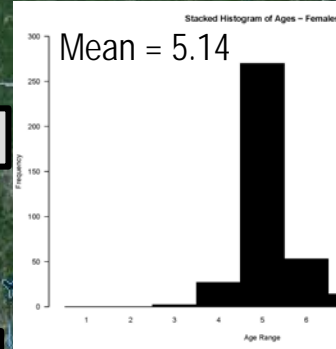 Stacked Histogram of Ages – Females
Mean = 5.14
300
250
200
150
100
50
0
Frequency
1 2 3 4 5 6
Age Range